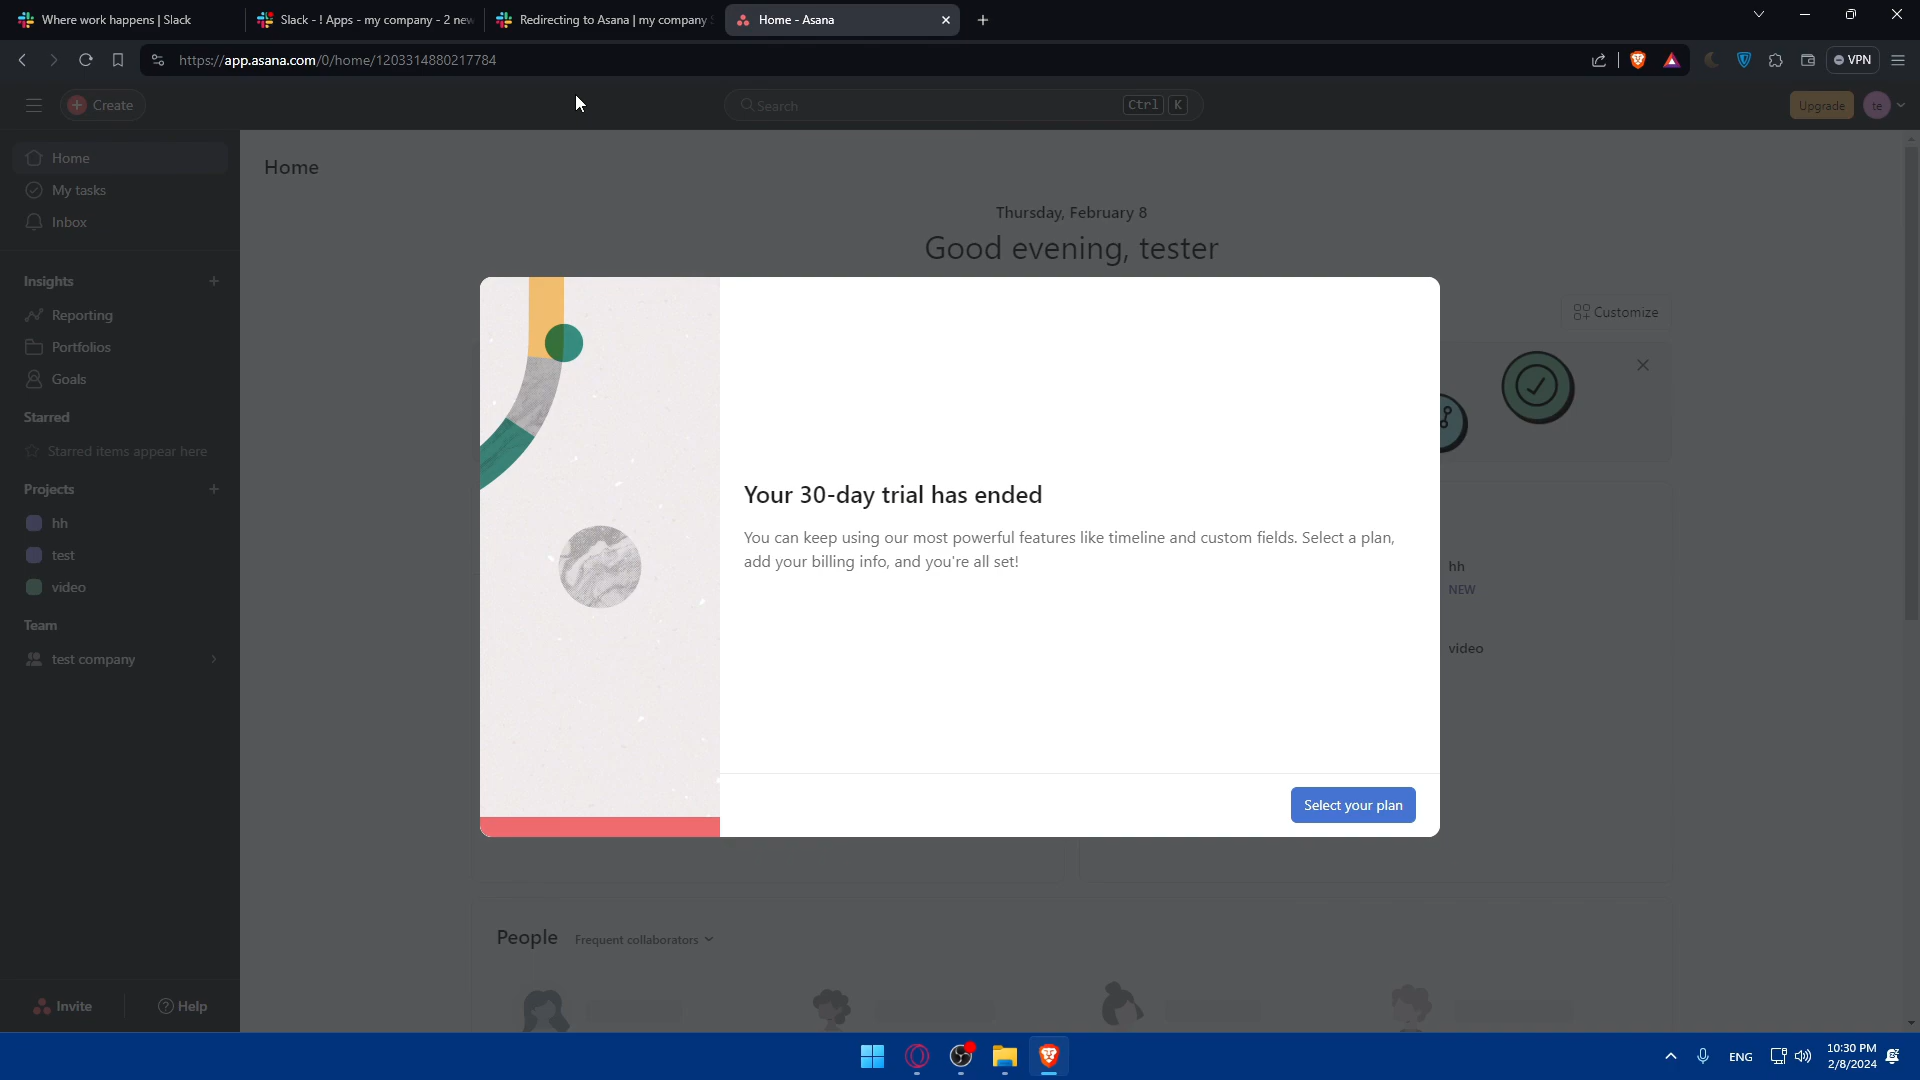 Where work happens | Slack
Slack - ! Apps - my company - 2 new
Redirecting to Asana | my company
Home - Asana
https://app.asana.com/0/home/1203314880217784
VPN
Create
Search
Ctrl K
Upgrade
te
Home
My tasks
Inbox
Insights
Reporting
Portfolios
Goals
Starred
Starred items appear here
Projects
hh
test
video
Team
test company
Invite
Help
Home
Thursday, February 8
Good evening, tester
Customize
Your 30-day trial has ended
You can keep using our most powerful features like timeline and custom fields. Select a plan,
add your billing info, and you're all set!
Select your plan
hh
NEW
video
People
Frequent collaborators
ENG
10:30 PM
2/8/2024